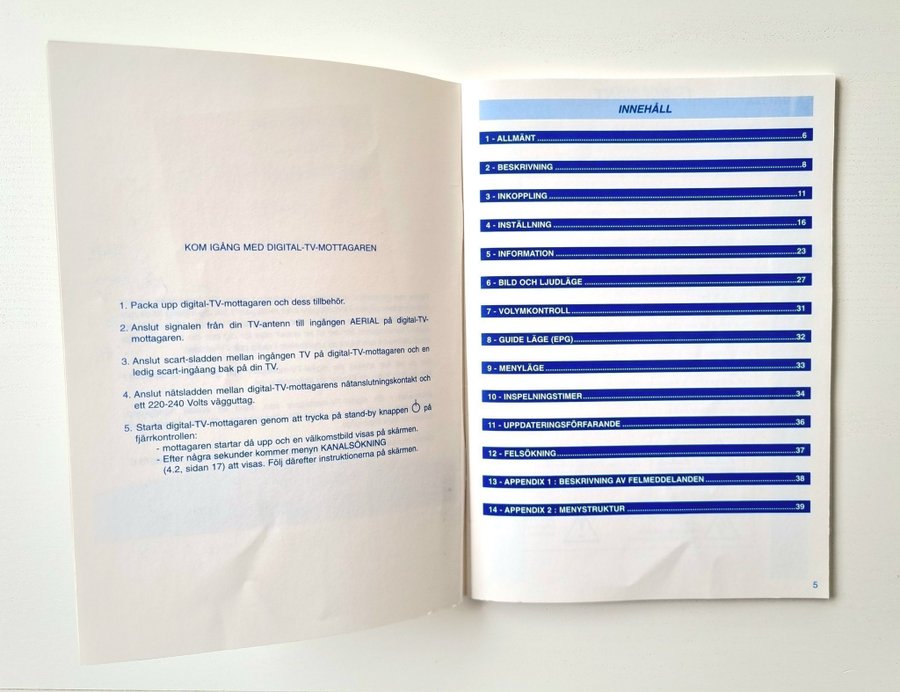 KOM IGÅNG MED DIGITAL-TV-MOTTAGAREN
1. Packa upp digital-TV-mottagaren och dess tillbehör.
2. Anslut signalen från din TV-antenn till ingången AERIAL på digital-TV-
mottagaren.
3. Anslut scart-sladden mellan ingången TV på digital-TV-mottagaren och en
ledig scart-ingåang bak på din TV.
4. Anslut nätsladden mellan digital-TV-mottagarens nätanslutningskontakt och
ett 220-240 Volts vägguttag.
5. Starta digital-TV-mottagaren genom att trycka på stand-by knappen på
fjärrkontrollen:
- mottagaren startar då upp och en välkomstbild visas på skärmen.
- Efter några sekunder kommer menyn KANALSÖKNING
(4.2, sidan 17) att visas. Följ därefter instruktionerna på skärmen.
INNEHÅLL
1 - ALLMÄNT 6
2 - BESKRIVNING 8
3 - INKOPPLING 11
4 - INSTÄLLNING 16
5 - INFORMATION 23
6 - BILD OCH LJUDLÄGE 27
7 - VOLYMKONTROLL 31
8 - GUIDE LÄGE (EPG) 32
9 - MENYLÄGE 33
10 - INSPELNINGSTIMER 34
11 - UPPDATERINGSFÖRFARANDE 36
12 - FELSÖKNING 37
13 - APPENDIX 1 : BESKRIVNING AV FELMEDDELANDEN 38
14 - APPENDIX 2 : MENYSTRUKTUR 39
5